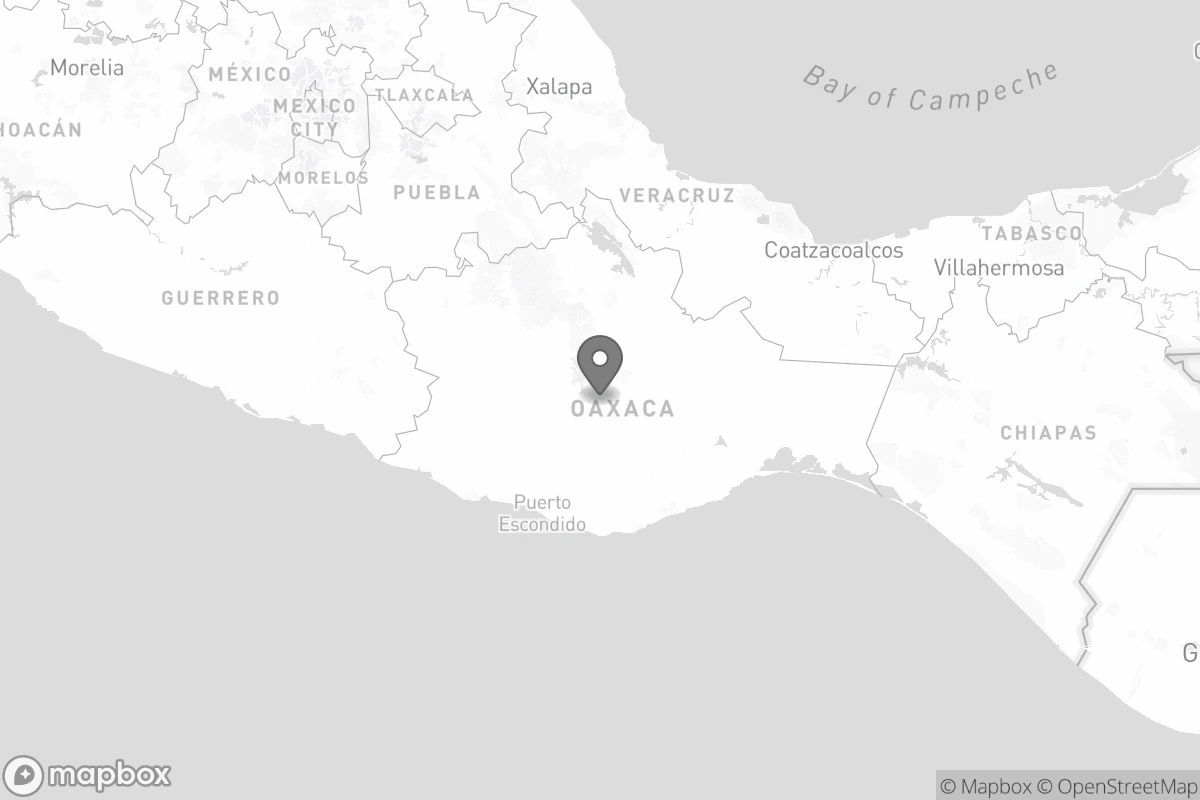 Morelia
MÉXICO
Xalapa
Bay of Campeche
TLAXCALA
MEXICO
CITY
HOACÁN
MORELOS
PUEBLA
VERACRUZ
TABASCO
Coatzacoalcos
Villahermosa
GUERRERO
OAXACA
CHIAPAS
Puerto
Escondido
G
mapbox
© Mapbox © OpenStreetMap